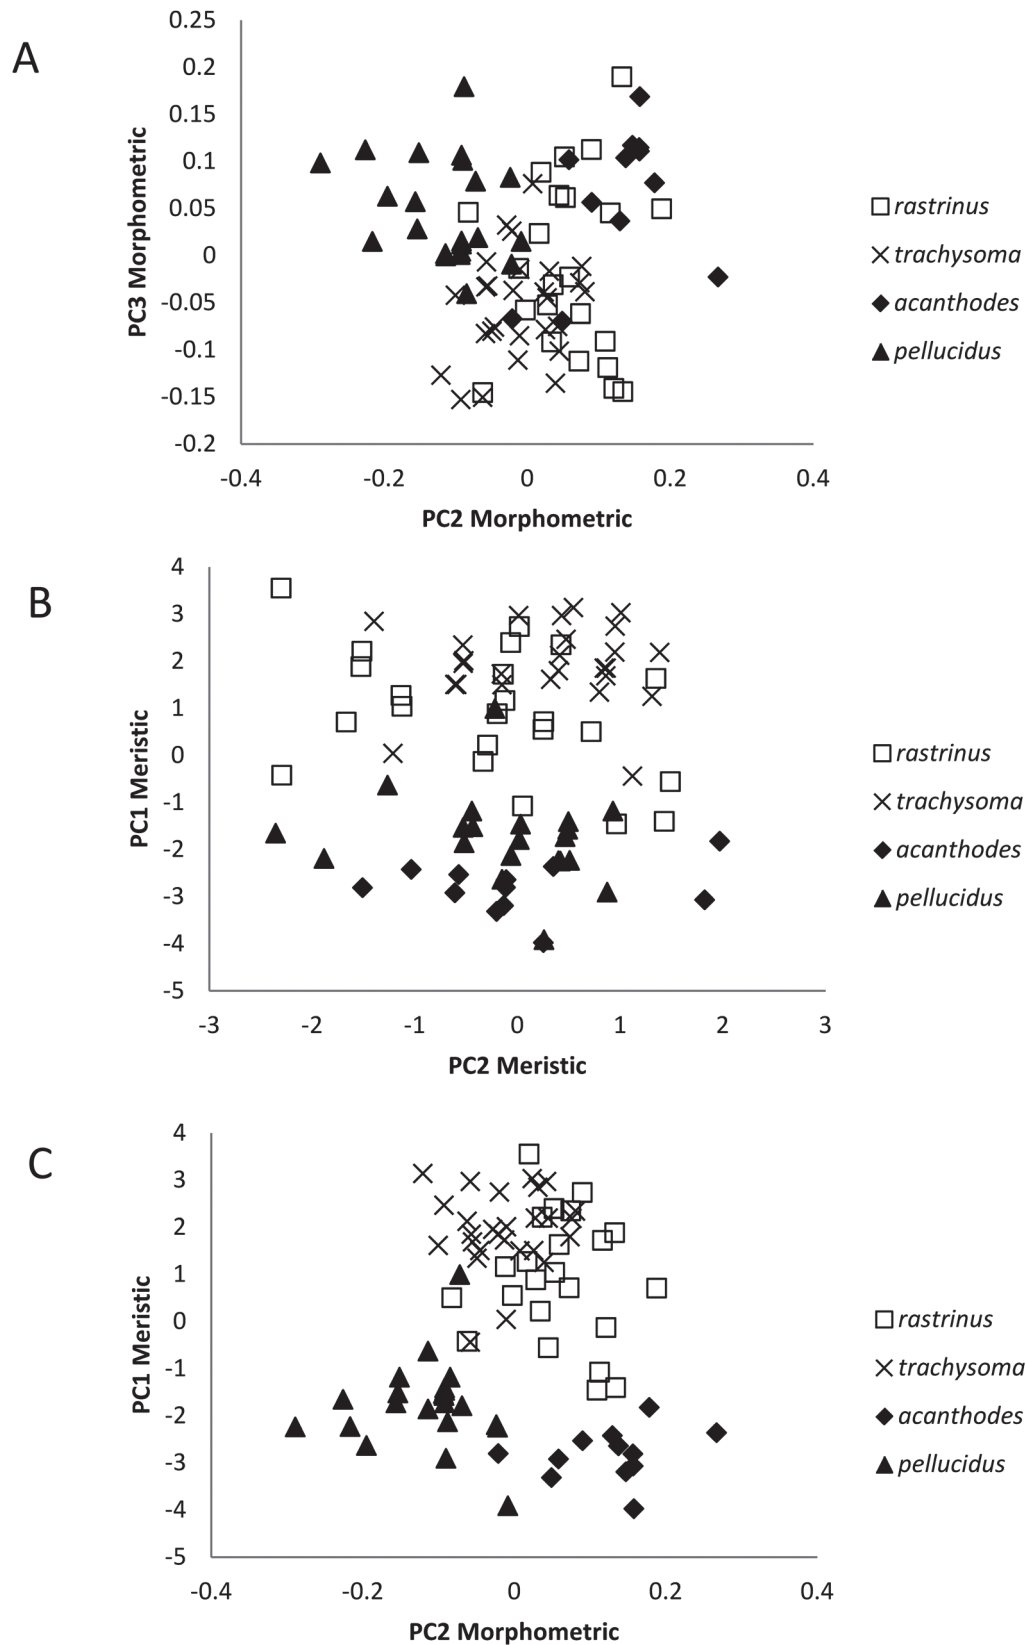 A
0.25
0.2
0.15
0.1
0.05
0
-0.05
-0.1
-0.15
-0.2
PC3 Morphometric
-0.4 -0.2 0 0.2 0.4
PC2 Morphometric
rastrinus
trachysoma
acanthodes
pellucidus
B
4
3
2
1
0
-1
-2
-3
-4
-5
PC1 Meristic
-3 -2 -1 0 1 2 3
PC2 Meristic
rastrinus
trachysoma
acanthodes
pellucidus
C
4
3
2
1
0
-1
-2
-3
-4
-5
PC1 Meristic
-0.4 -0.2 0 0.2 0.4
PC2 Morphometric
rastrinus
trachysoma
acanthodes
pellucidus